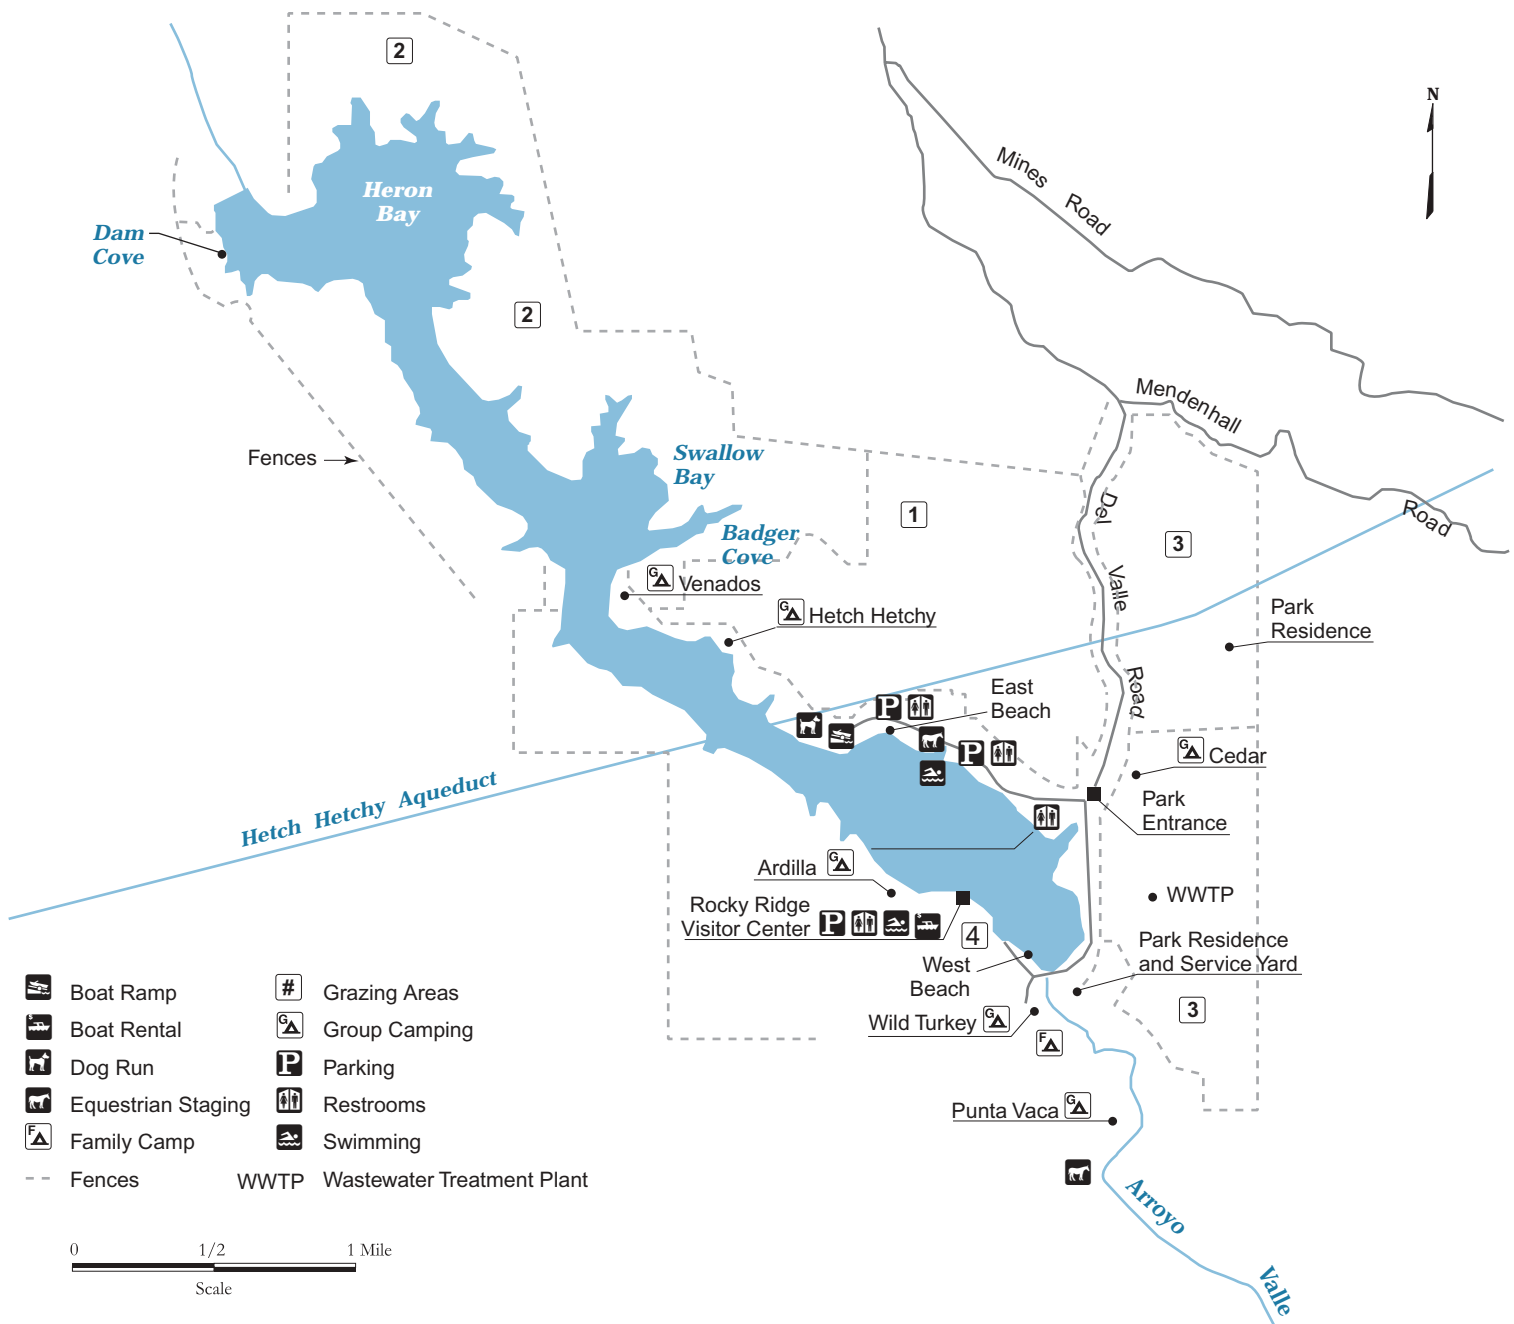 2
N
Mines
Road
Heron
Bay
Dam
Cove
2
Mendenhall
Road
Fences
Swallow
Bay
Badger
Cove
1
Del
Valle
Road
3
G
Venados
G
Hetch Hetchy
Park
Residence
East
Beach
P
P
G
Cedar
Park
Entrance
Hetch Hetchy Aqueduct
Ardilla
G
Rocky Ridge
Visitor Center
P
$
4
WWTP
West
Beach
Park Residence
and Service Yard
Wild Turkey
G
F
3
Punta Vaca
G
Arroyo
Valle
Boat Ramp
# Grazing Areas
$ Boat Rental
G Group Camping
Dog Run
P Parking
Equestrian Staging
Restrooms
F Family Camp
Swimming
Fences
WWTP Wastewater Treatment Plant
0 1/2 1 Mile
Scale